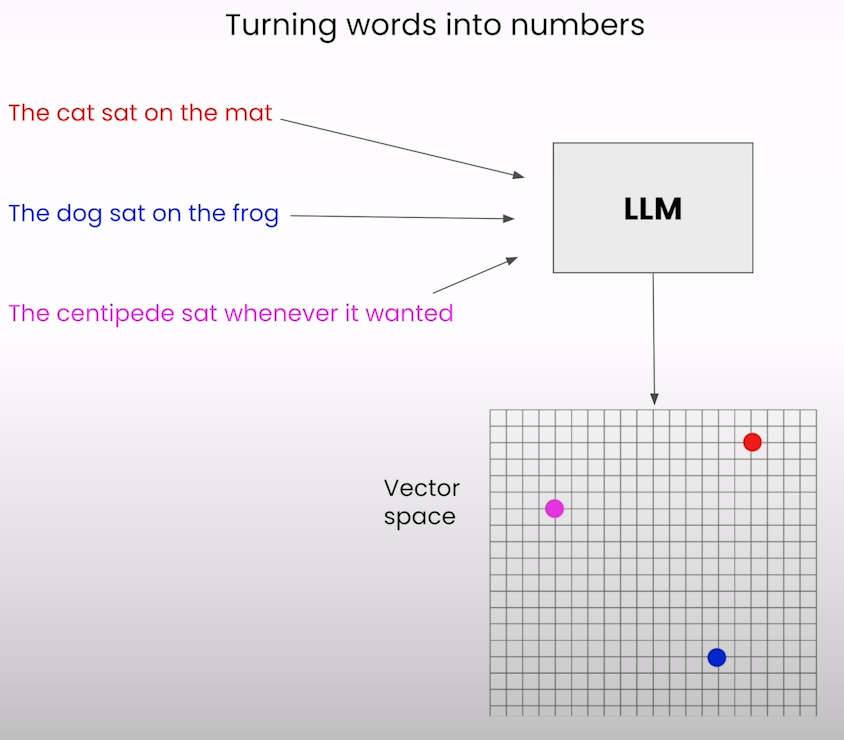 Turning words into numbers
The cat sat on the mat
The dog sat on the frog
The centipede sat whenever it wanted
LLM
Vector
space